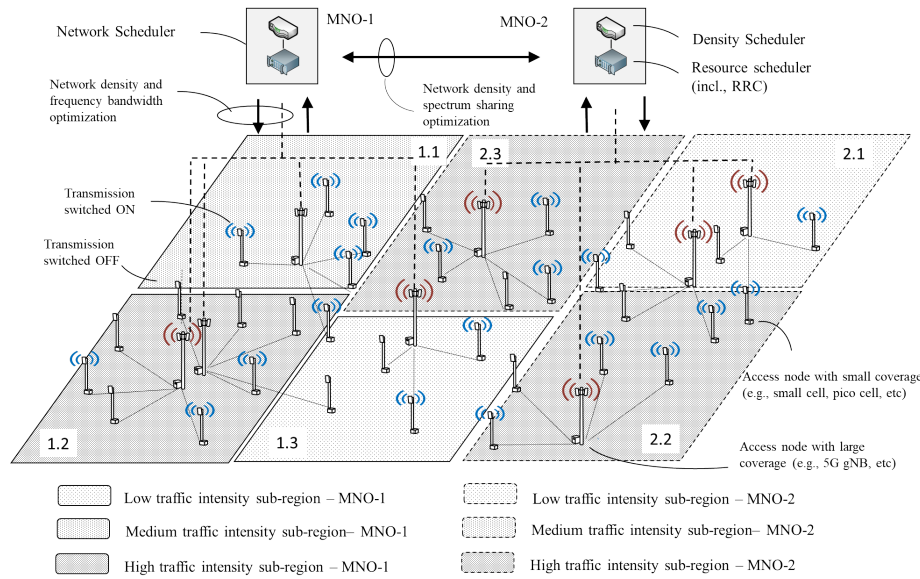 MNO-1
MNO-2
Network Scheduler
Density Scheduler
Resource scheduler
(incl., RRC)
Network density and
frequency bandwidth
optimization
Network density and
spectrum sharing
optimization
1.1
2.3
2.1
Transmission
switched ON
Transmission
switched OFF
Access node with small coverage
(e.g., small cell, pico cell, etc)
1.2
1.3
2.2
Access node with large
coverage (e.g., 5G gNB, etc)
Low traffic intensity sub-region – MNO-1
Low traffic intensity sub-region – MNO-2
Medium traffic intensity sub-region– MNO-1
Medium traffic intensity sub-region– MNO-2
High traffic intensity sub-region – MNO-1
High traffic intensity sub-region – MNO-2